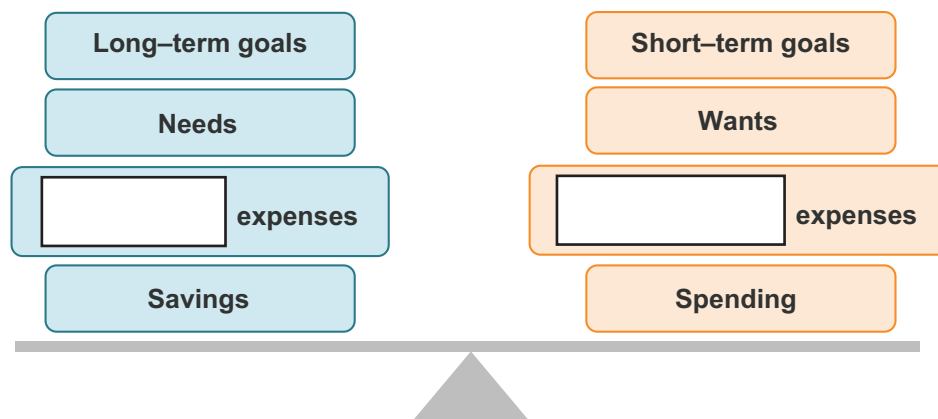 Long–term goals
Short–term goals
Needs
Wants
expenses
expenses
Savings
Spending